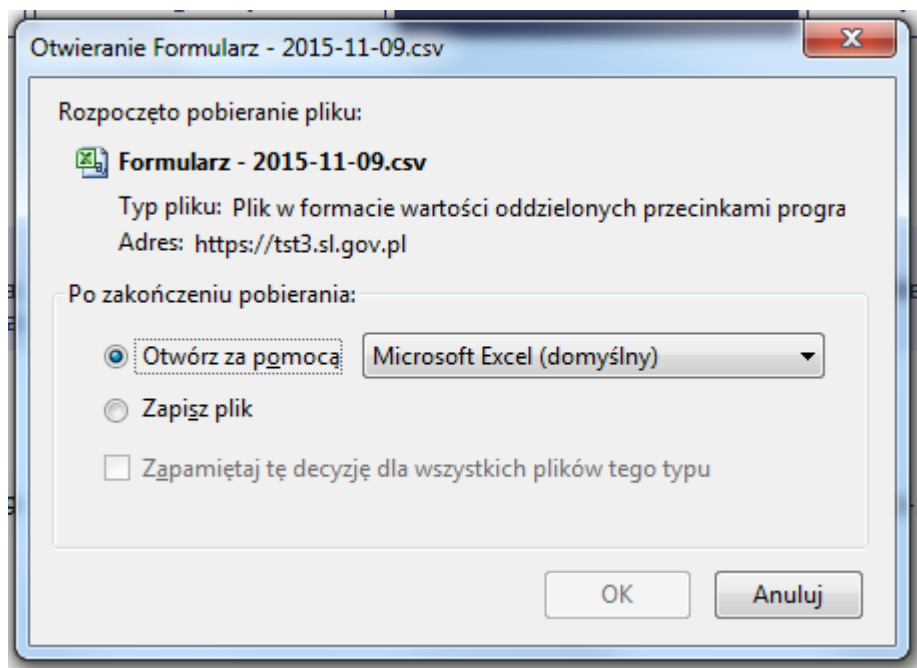 Otwieranie Formularz - 2015-11-09.csv
Rozpoczęto pobieranie pliku:
Formularz - 2015-11-09.csv
Typ pliku: Plik w formacie wartości oddzielonych przecinkami progra
Adres: https://tst3.sl.gov.pl
Po zakończeniu pobierania:
Otwórz za pomocą Microsoft Excel (domyślny)
Zapisz plik
Zapamiętaj tę decyzję dla wszystkich plików tego typu
OK Anuluj